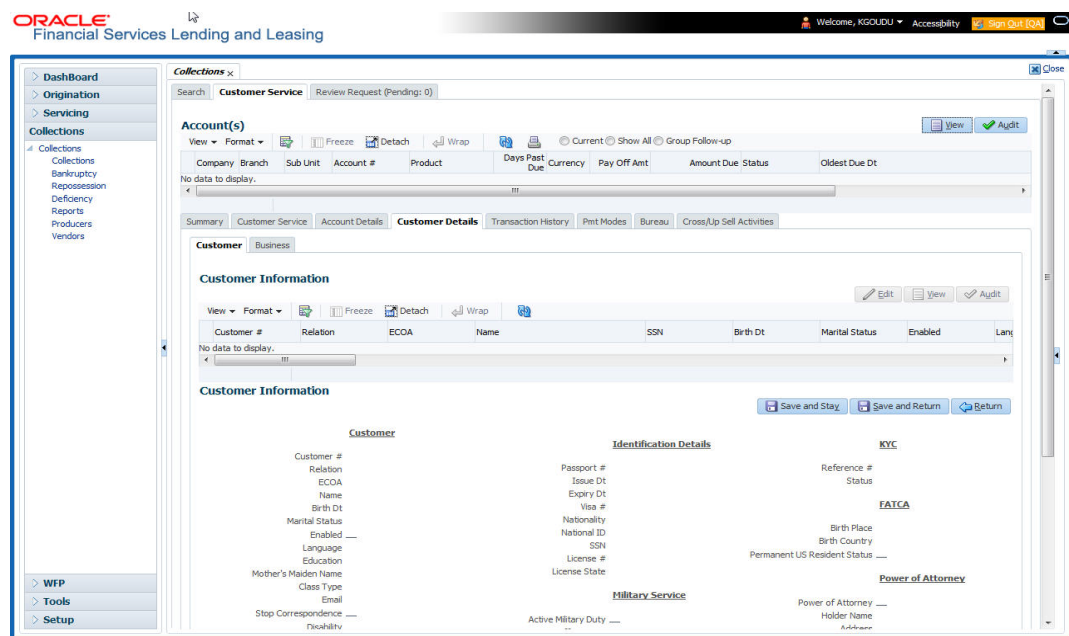 ORACLE
Financial Services Lending and Leasing
Welcome, KGOUDU Accessibility Sign Out [QA]
Close
DashBoard
Origination
Servicing
Collections
Collections
Collections
Bankruptcy
Repossession
Deficiency
Reports
Producers
Vendors
WFP
Tools
Setup
Collections
Search Customer Service Review Request (Pending: 0)
Account(s)
View Audit
View Format Freeze Detach Wrap Current Show All Group Follow-up
Company Branch Sub Unit Account # Product Days Past Due Currency Pay Off Amt Amount Due Status Oldest Due Dt
No data to display.
Summary Customer Service Account Details Customer Details Transaction History Pmt Modes Bureau Cross/Up Sell Activities
Customer Business
Customer Information
Edit View Audit
View Format Freeze Detach Wrap
Customer # Relation ECOA Name SSN Birth Dt Marital Status Enabled Lang
No data to display.
Customer Information
Save and Stay Save and Return Return
Customer
Customer #
Relation
ECOA
Name
Birth Dt
Marital Status
Enabled
Language
Education
Mother's Maiden Name
Class Type
Email
Stop Correspondence
Disability
Identification Details
Passport #
Issue Dt
Expiry Dt
Visa #
Nationality
National ID
SSN
License #
License State
Military Service
Active Military Duty
KYC
Reference #
Status
FATCA
Birth Place
Birth Country
Permanent US Resident Status
Power of Attorney
Power of Attorney
Holder Name
Address